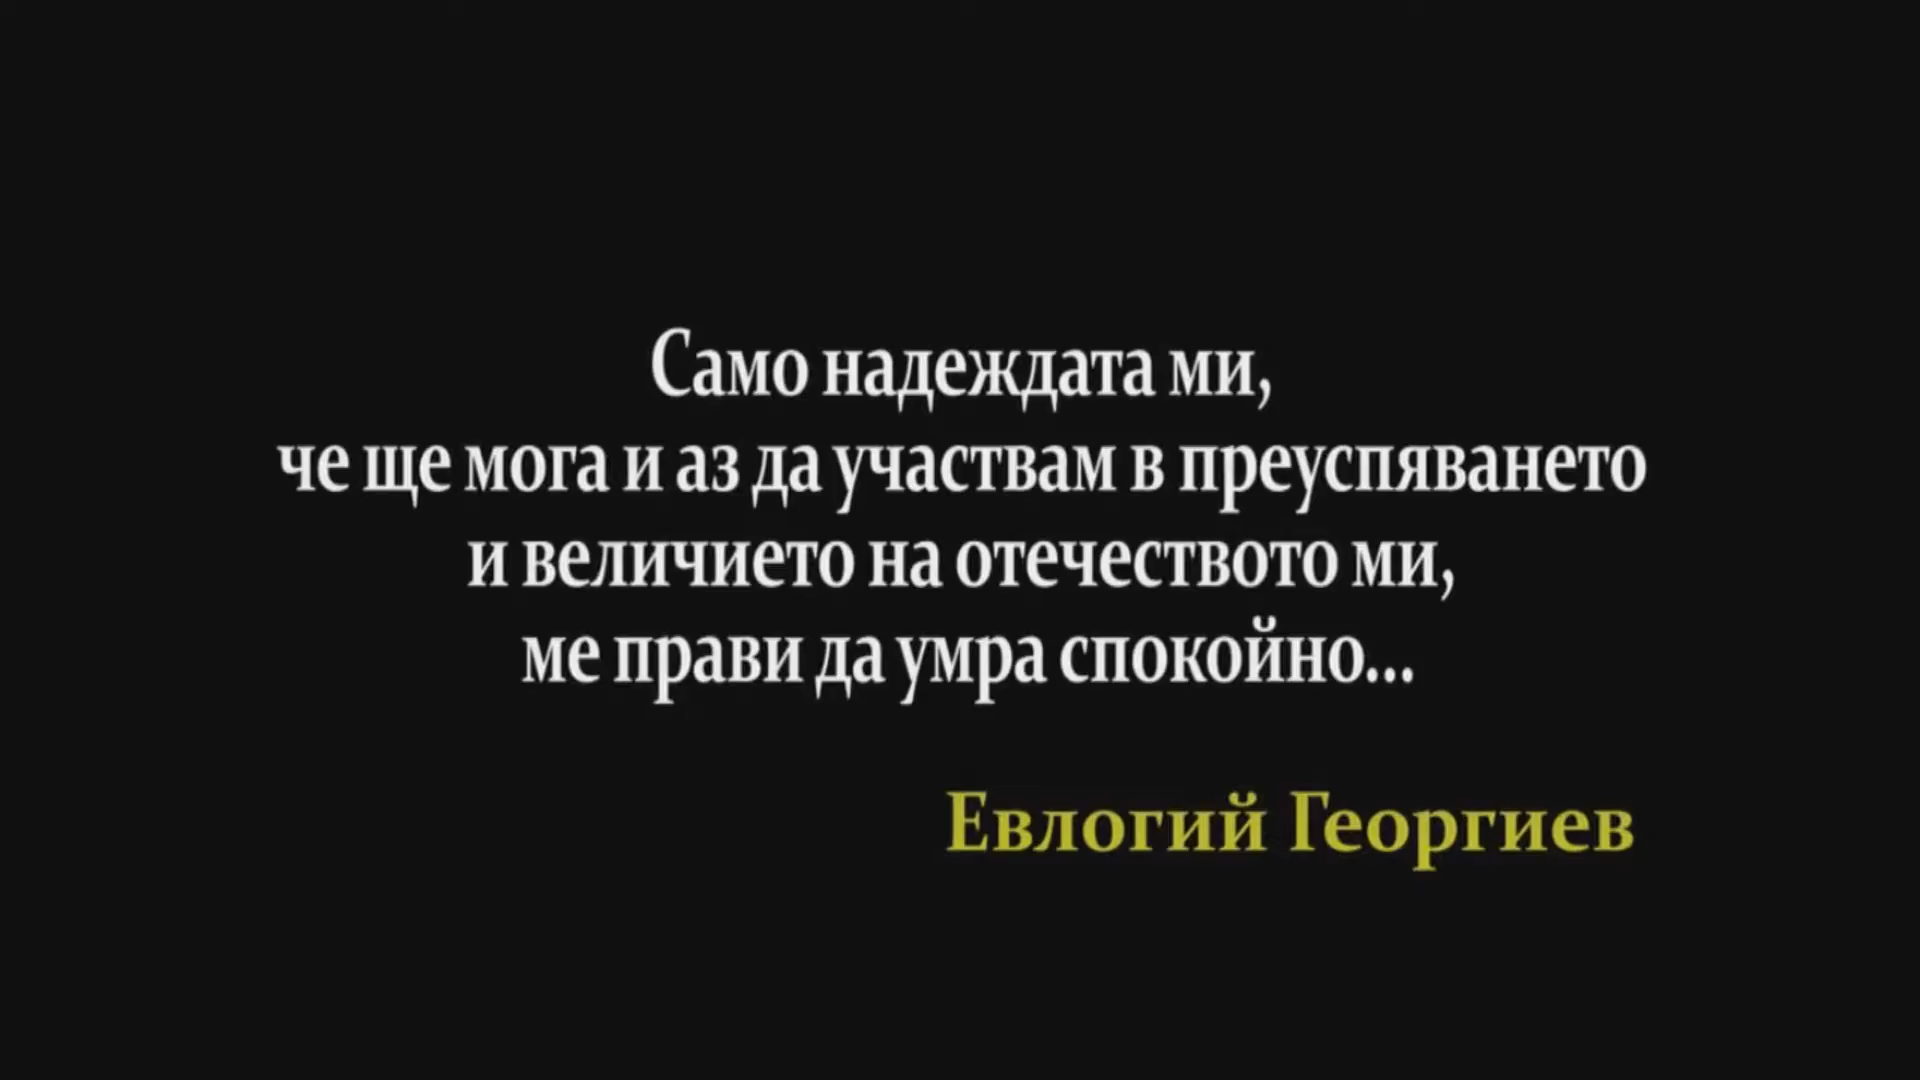 Само надеждата ми,
че ще мога и аз да участвам в преуспяването
и величието на отечеството ми,
ме прави да умра спокойно...
Евлогий Георгиев